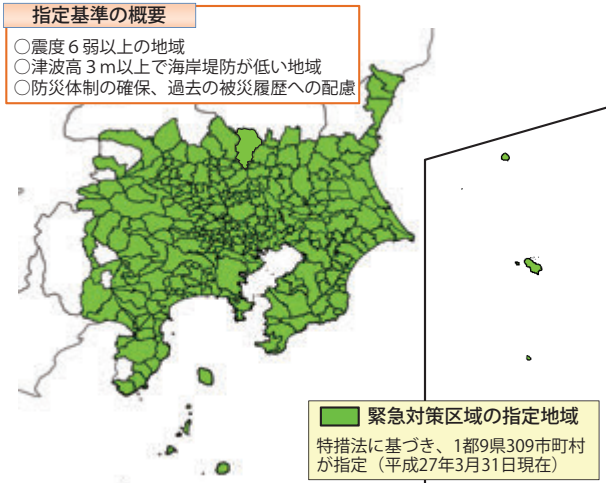 指定基準の概要
○震度６弱以上の地域
○津波高３ｍ以上で海岸堤防が低い地域
○防災体制の確保、過去の被災履歴への配慮
緊急対策区域の指定地域
特措法に基づき、1都9県309市町村
が指定（平成27年3月31日現在）